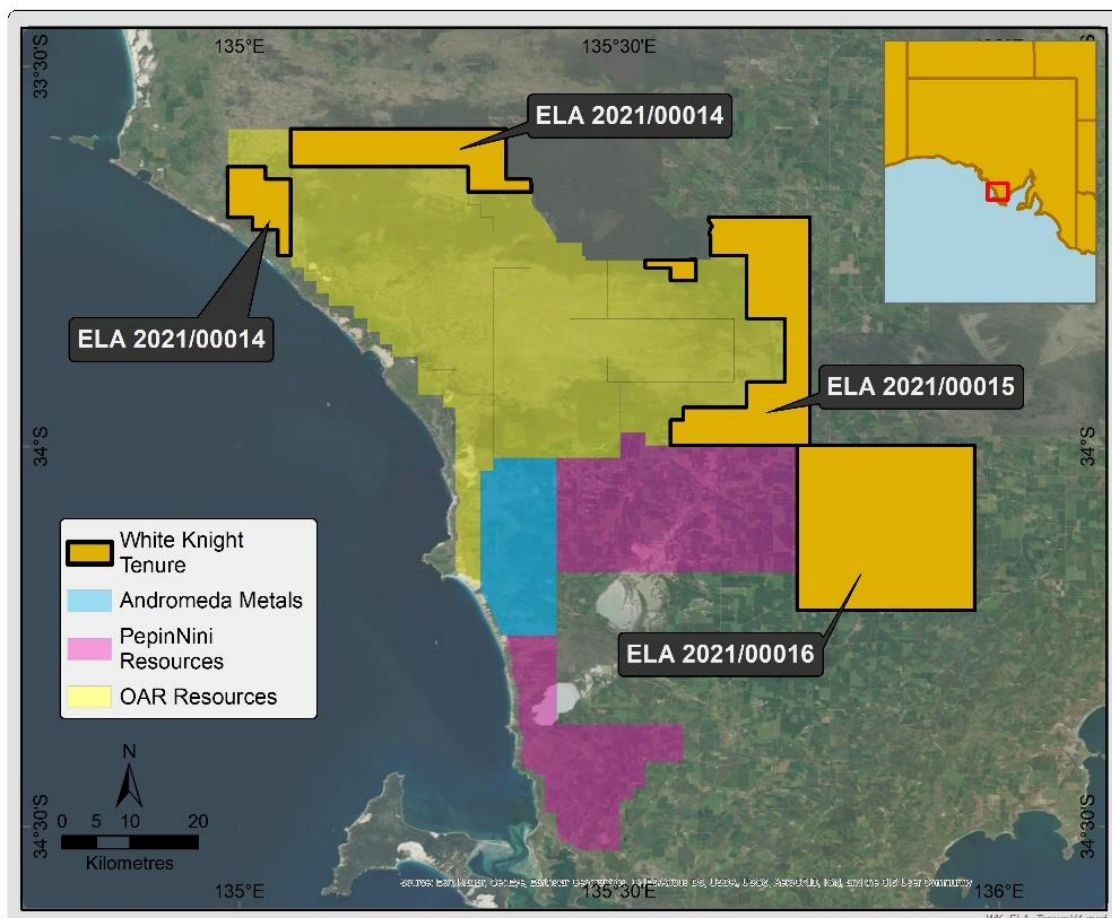 135°E
135°30'E
33°30'S
ELA 2021/00014
ELA 2021/00014
ELA 2021/00015
34°S
34°S
White Knight
Tenure
Andromeda Metals
PepinNini
Resources
OAR Resources
ELA 2021/00016
N
0 5 10 20
Kilometres
34°30'S
34°30'S
135°E
135°30'E
136°E